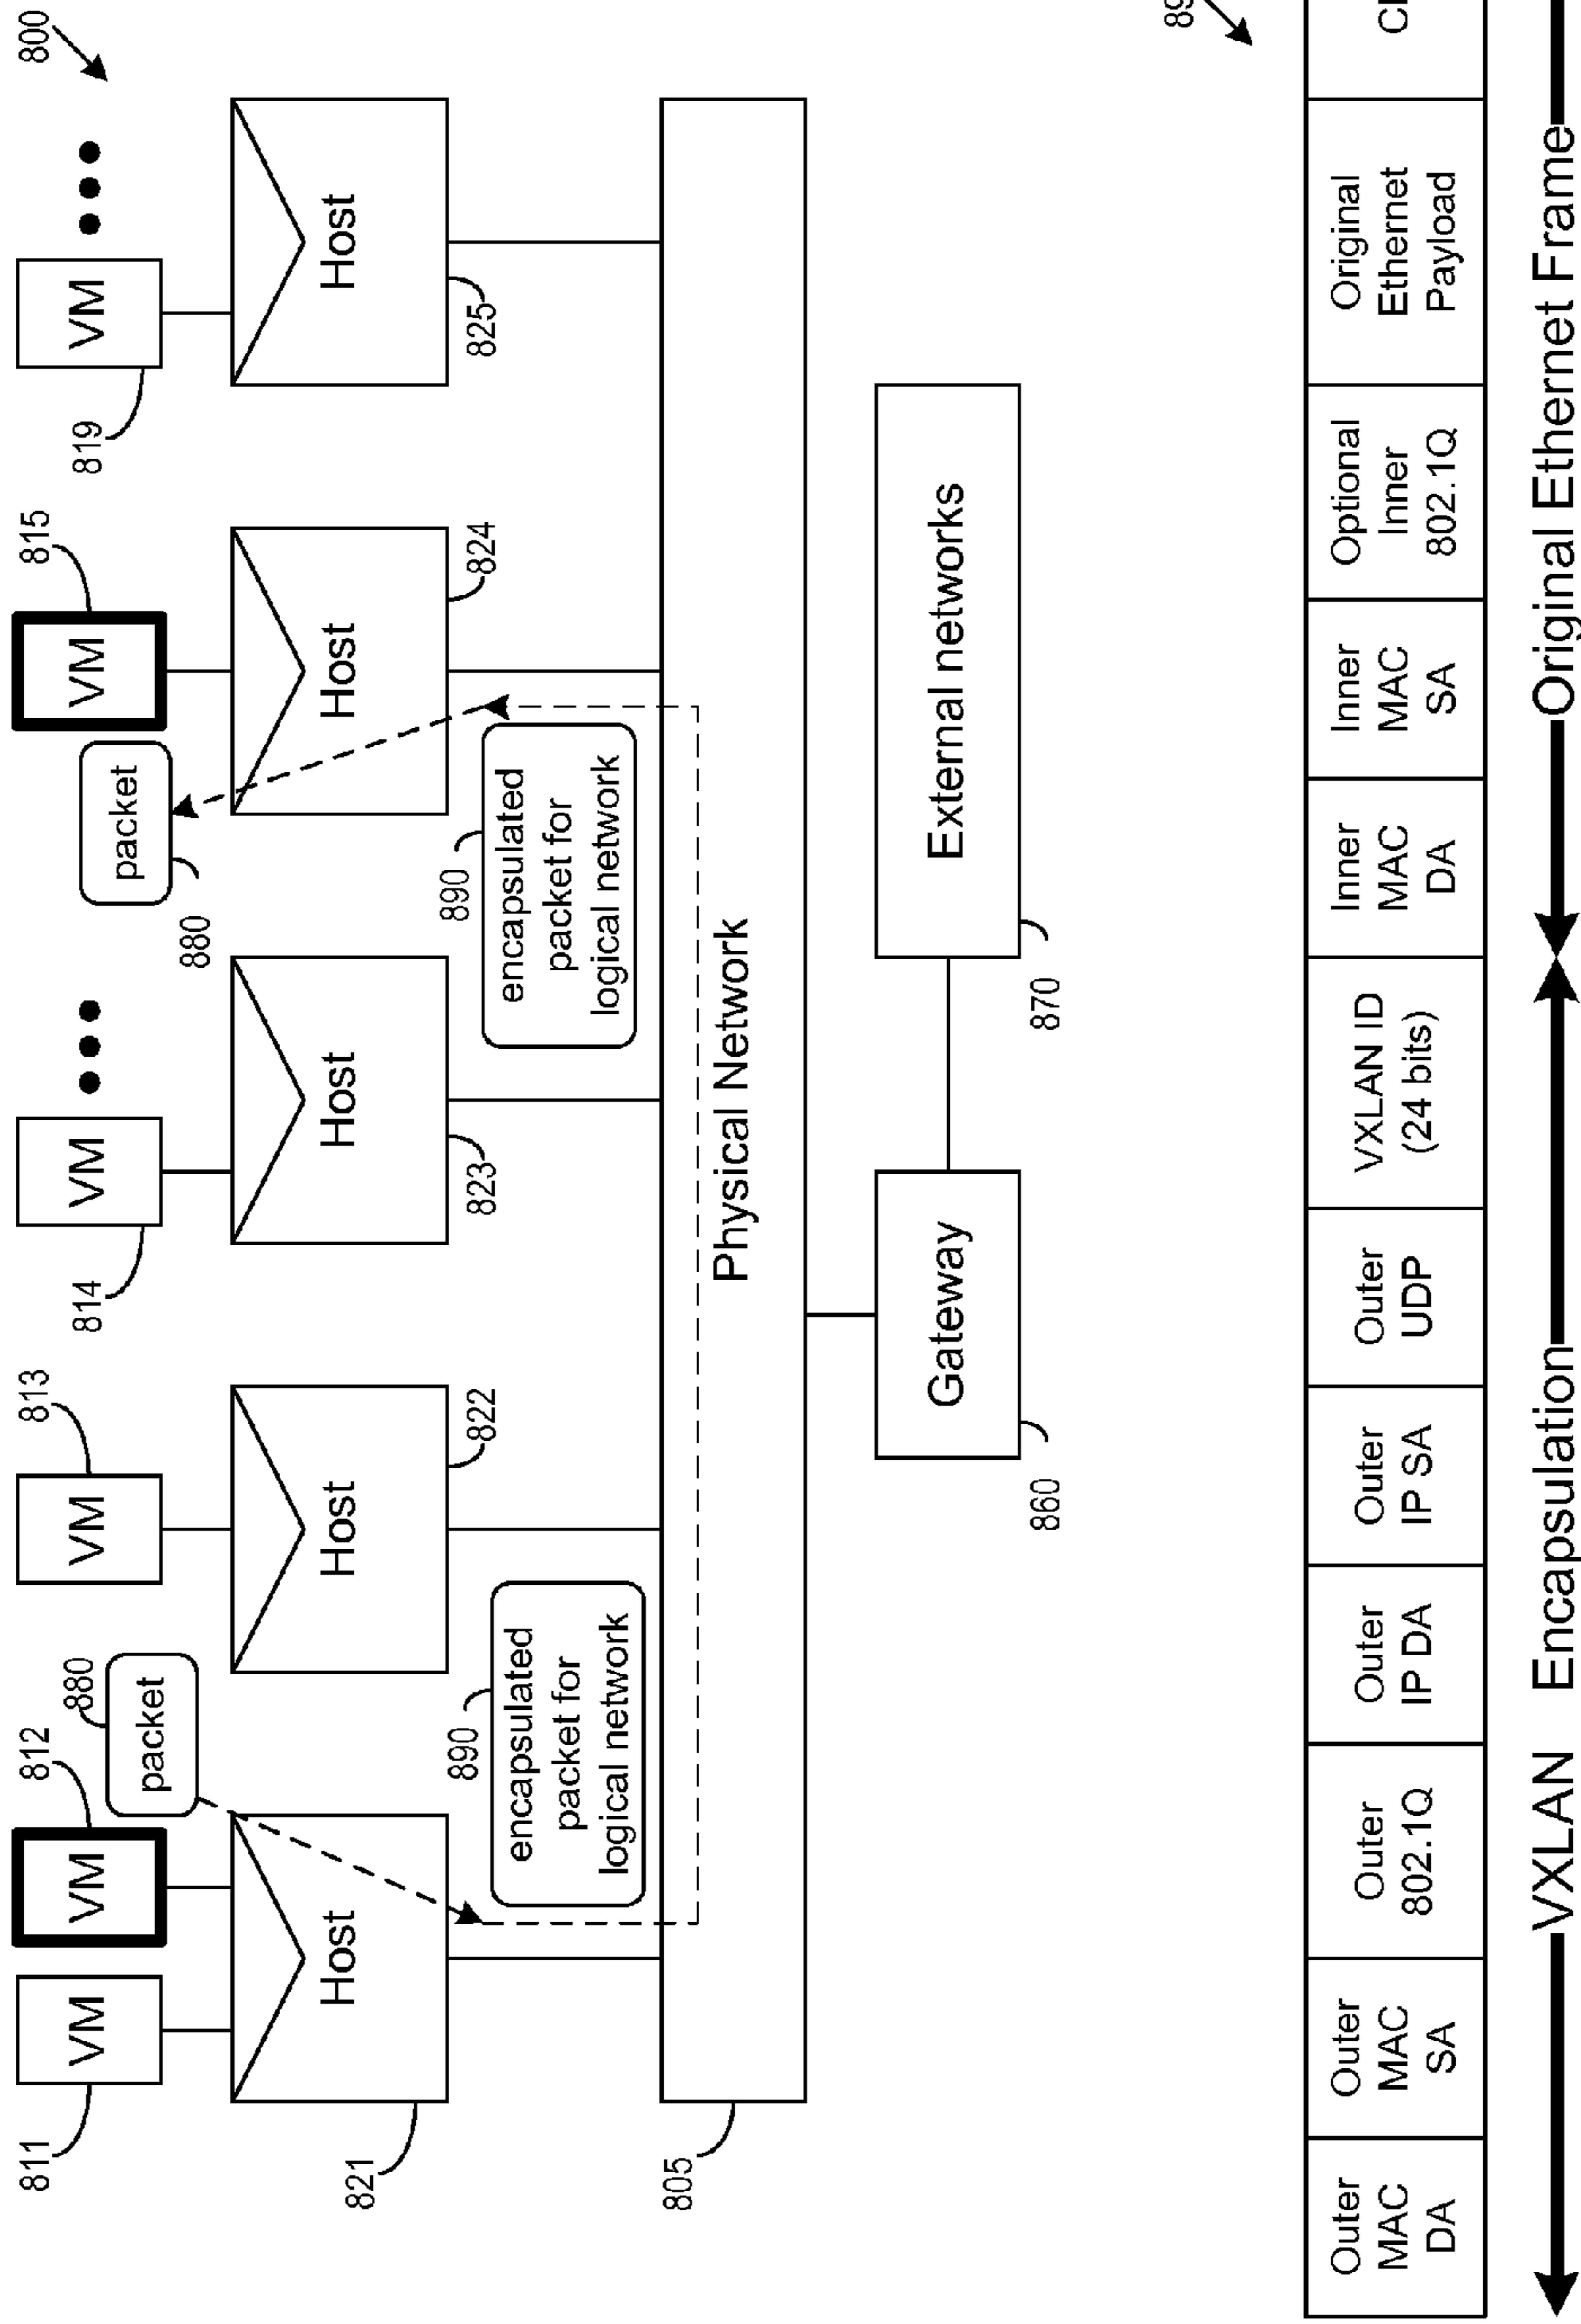 800
811
VM
812
VM
880
packet
813
VM
814
VM
880
packet
815
VM
819
VM
Host
821
Host
822
Host
823
Host
824
Host
825
890
encapsulated
packet for
logical network
890
encapsulated
packet for
logical network
805
Physical Network
Gateway
860
External networks
870
Outer
MAC
DA
Outer
MAC
SA
Outer
802.1Q
Outer
IP DA
Outer
IP SA
Outer
UDP
VXLAN ID
(24 bits)
Inner
MAC
DA
Inner
MAC
SA
Optional
Inner
802.1Q
Original
Ethernet
Payload
VXLAN Encapsulation
Original Ethernet Frame